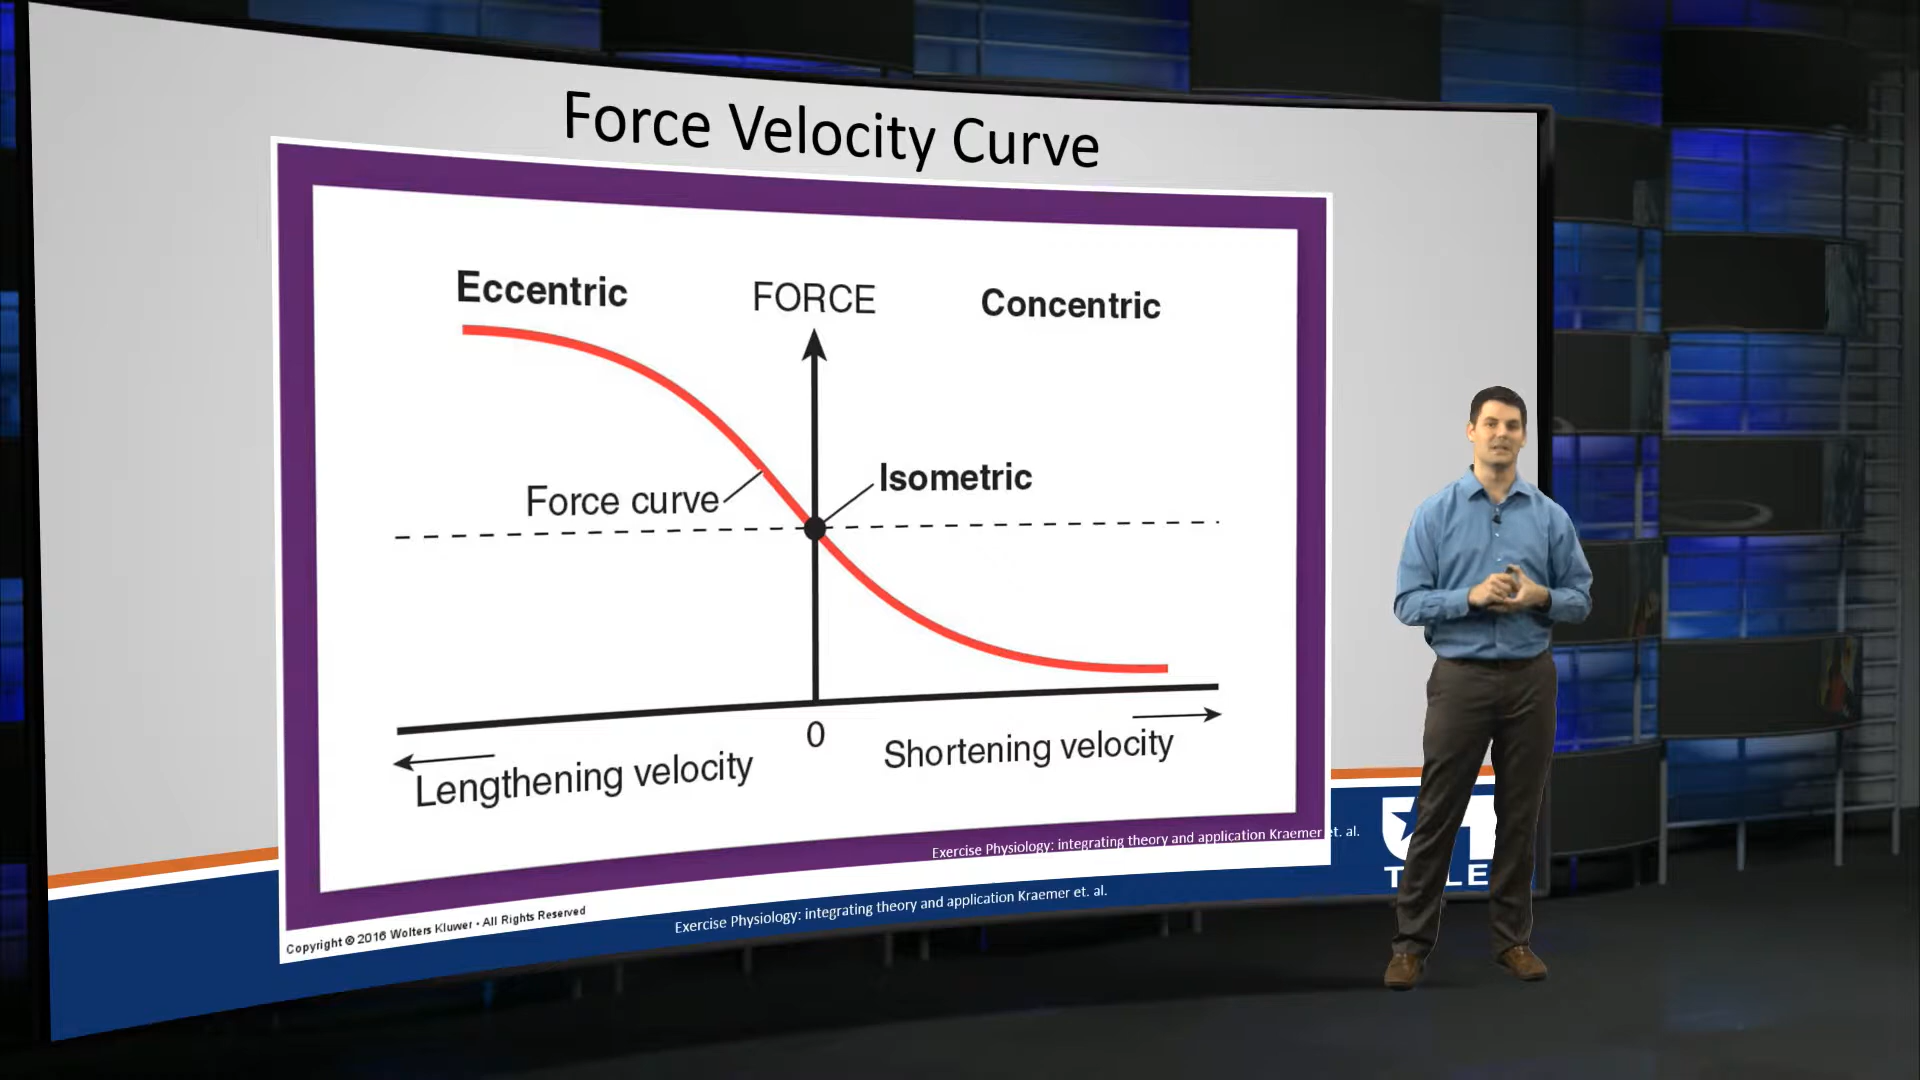 Force Velocity Curve
Eccentric
FORCE
Concentric
Isometric
Force curve
0
Lengthening velocity
Shortening velocity
Exercise Physiology: integrating theory and application Kraemer et. al.
Copyright © 2016 Wolters Kluwer - All Rights Reserved
Exercise Physiology: integrating theory and application Kraemer et. al.